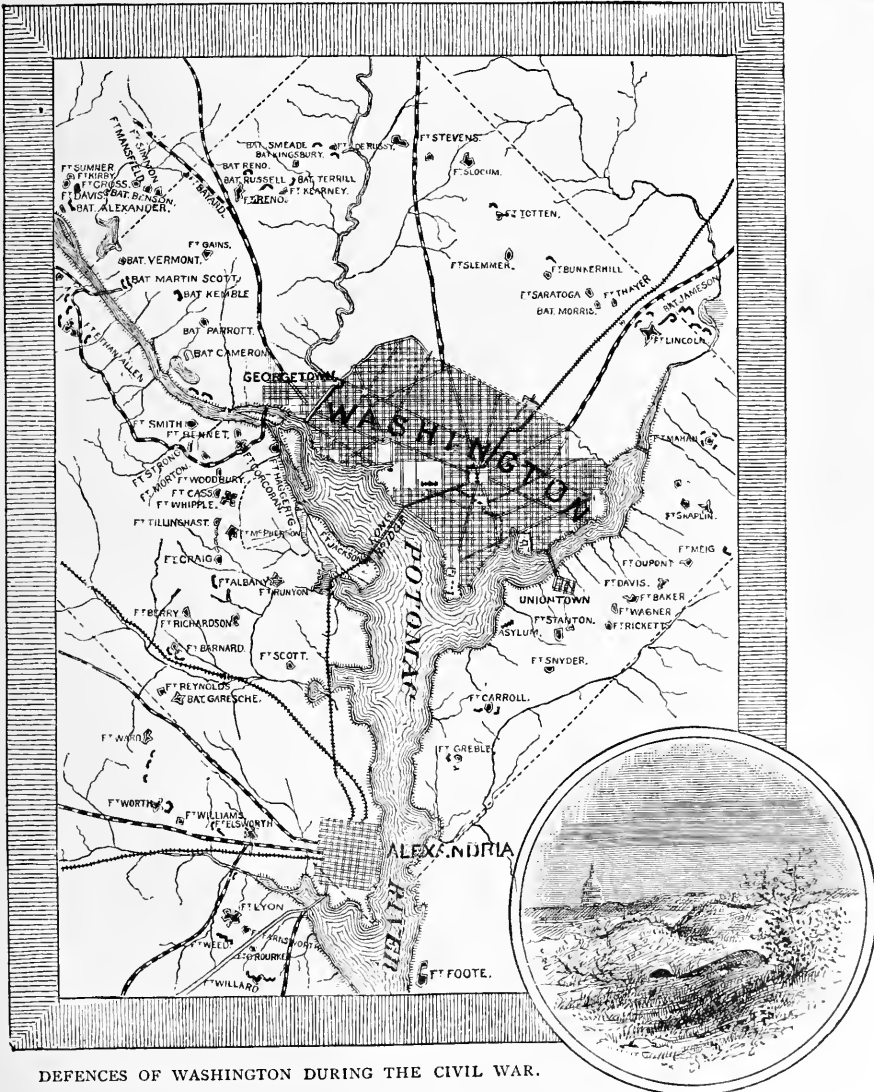 FT SIMMON
FT MANSFIELD
FT SUMNER
FT KIRBY
FT CROSS.
FT DAVIS
BAT. BENSON,
BAT. ALEXANDER,
FT BAYARD
BAT SMEADE
BAT KINGSBURY.
FT DE RUSSY,
FT STEVENS
FT SLOCUM.
BAT RENO.
BAT. RUSSELL
BAT TERRILL
FT KEARNEY.
FT RENO.
FT TOTTEN,
FT GAINS,
BAT. VERMONT,
BAT MARTIN SCOTT,
BAT KEMBLE
FT SLEMMER.
FT BUNKERHILL
FT SARATOGA
FT THAYER
BAT. MORRIS.
BAT. JAMESON
FT LINCOLN
BAT PARROTT.
BAT CAMERON
FT ETHAN ALLEN
GEORGETOWN
WASHINGTON
FT SMITH
FT BENNET,
FT STRONG
FT MORTON.
FT CORCORAN.
FT HAGGERTG
FT WOODBURY.
FT CASS
FT WHIPPLE.
FT TILLINGHAST.
FT McPHERSON
FT CRAIG
FT JACKSON
LONG
BRIDGE
FT MAHAN
FT SHAPLIN.
FT MEIG
FT DUPONT
FT DAVIS.
FT BAKER
FT WAGNER
FT RICKETT
UNIONTOWN
FT STANTON.
ASYLUM.
FT SNYDER.
FT ALBANY
FT RUNYON
FT BERRY
FT RICHARDSON
FT BARNARD.
FT SCOTT.
FT REYNOLDS
BAT. GARESCHE.
FT CARROLL.
FT GREBLE
POTOMAC
RIVER
FT WARD
FT WORTH
FT WILLIAMS
FT ELSWORTH
ALEXANDRIA
FT LYON
FT WEED
FT FARNSWORTH
FT O'ROURKE
FT WILLARD
FT FOOTE.
DEFENCES OF WASHINGTON DURING THE CIVIL WAR.